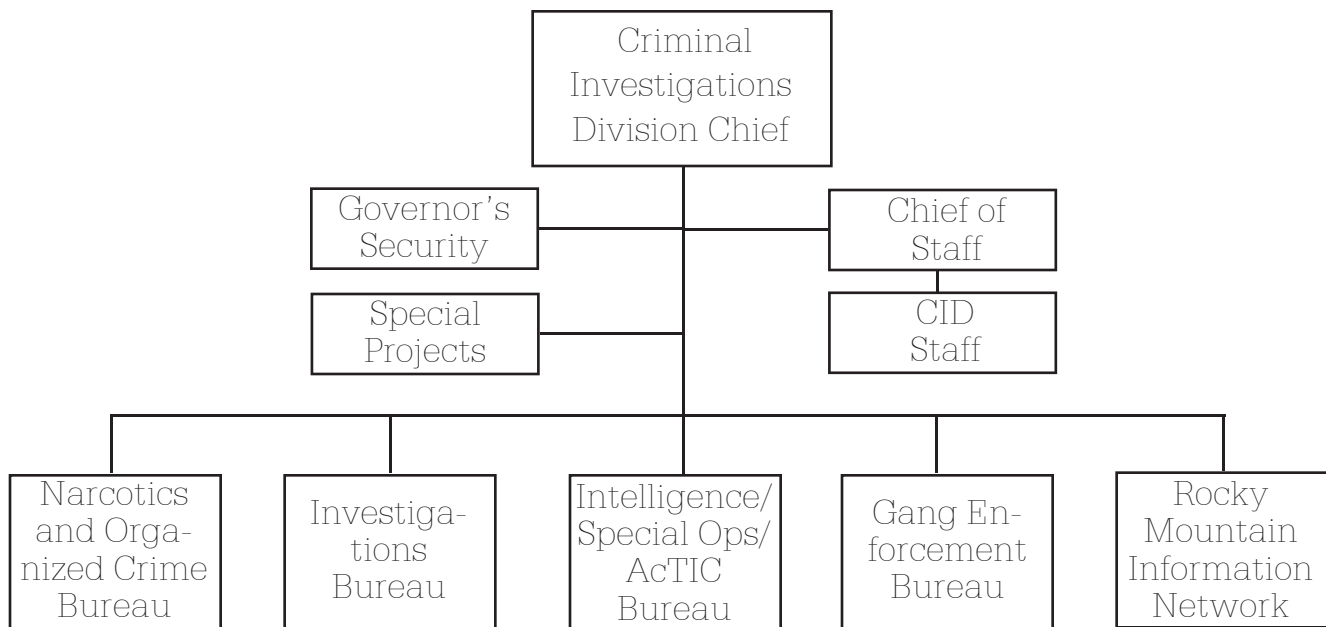 Criminal
Investigations
Division Chief
Governor's
Security
Chief of
Staff
Special
Projects
CID
Staff
Narcotics
and Orga-
nized Crime
Bureau
Investiga-
tions
Bureau
Intelligence/
Special Ops/
AcTIC
Bureau
Gang En-
forcement
Bureau
Rocky
Mountain
Information
Network